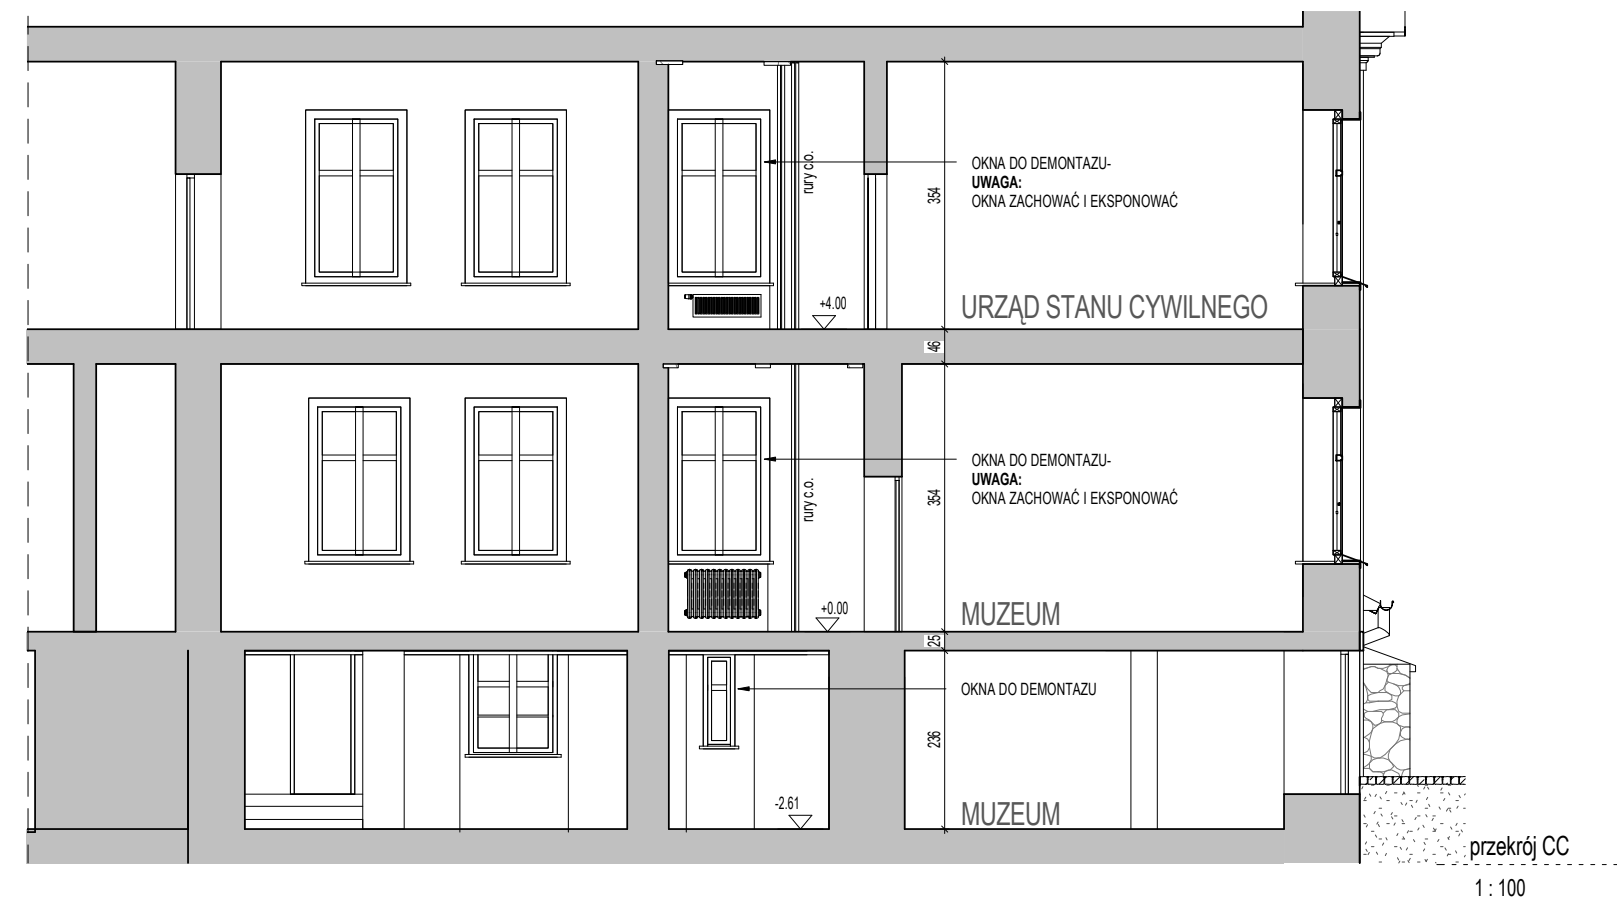 OKNA DO DEMONTAZU-
UWAGA:
OKNA ZACHOWAĆ I EKSPONOWAĆ
rury c.o.
354
+4.00
URZĄD STANU CYWILNEGO
46
OKNA DO DEMONTAZU-
UWAGA:
OKNA ZACHOWAĆ I EKSPONOWAĆ
rury c.o.
354
+0.00
MUZEUM
25
OKNA DO DEMONTAZU
236
-2.61
MUZEUM
przekrój CC
1 : 100